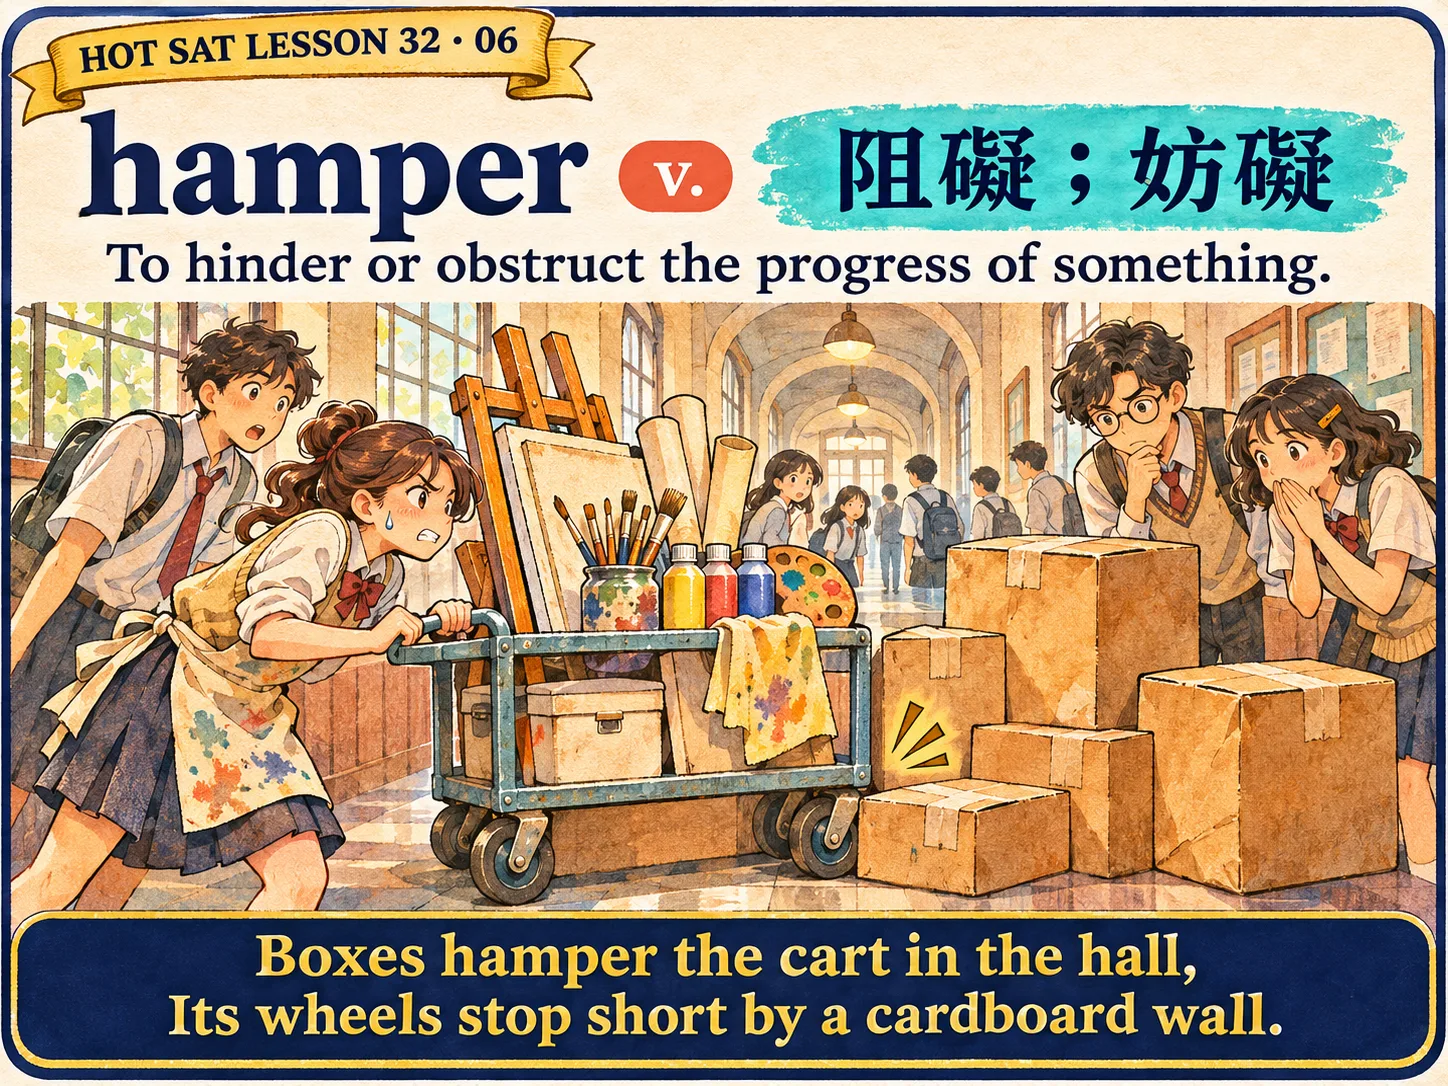 HOT SAT LESSON 32 · 06
hamper v. 阻礙；妨礙
To hinder or obstruct the progress of something.
Boxes hamper the cart in the hall,
Its wheels stop short by a cardboard wall.